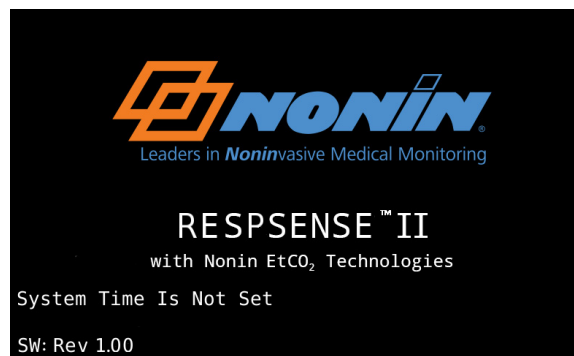 NONIN®
Leaders in Noninvasive Medical Monitoring
RESPSENSE™II
with Nonin EtCO₂ Technologies
System Time Is Not Set
SW: Rev 1.00